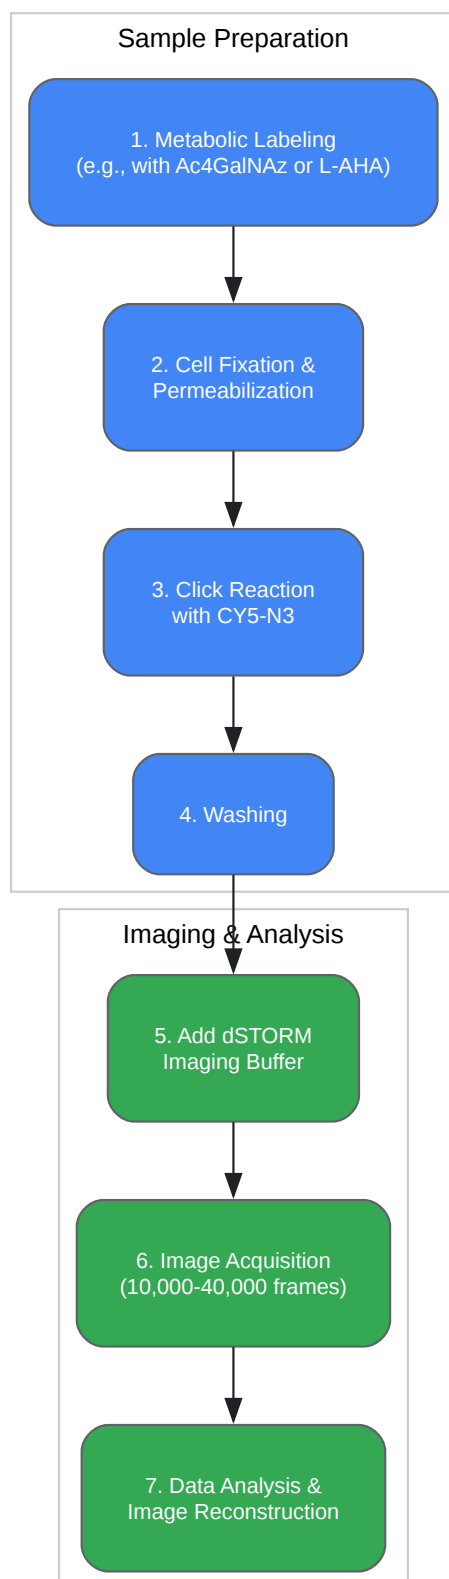 Sample Preparation
1. Metabolic Labeling
(e.g., with Ac4GalNAz or L-AHA)
2. Cell Fixation &
Permeabilization
3. Click Reaction
with CY5-N3
4. Washing
Imaging & Analysis
5. Add dSTORM
Imaging Buffer
6. Image Acquisition
(10,000-40,000 frames)
7. Data Analysis &
Image Reconstruction